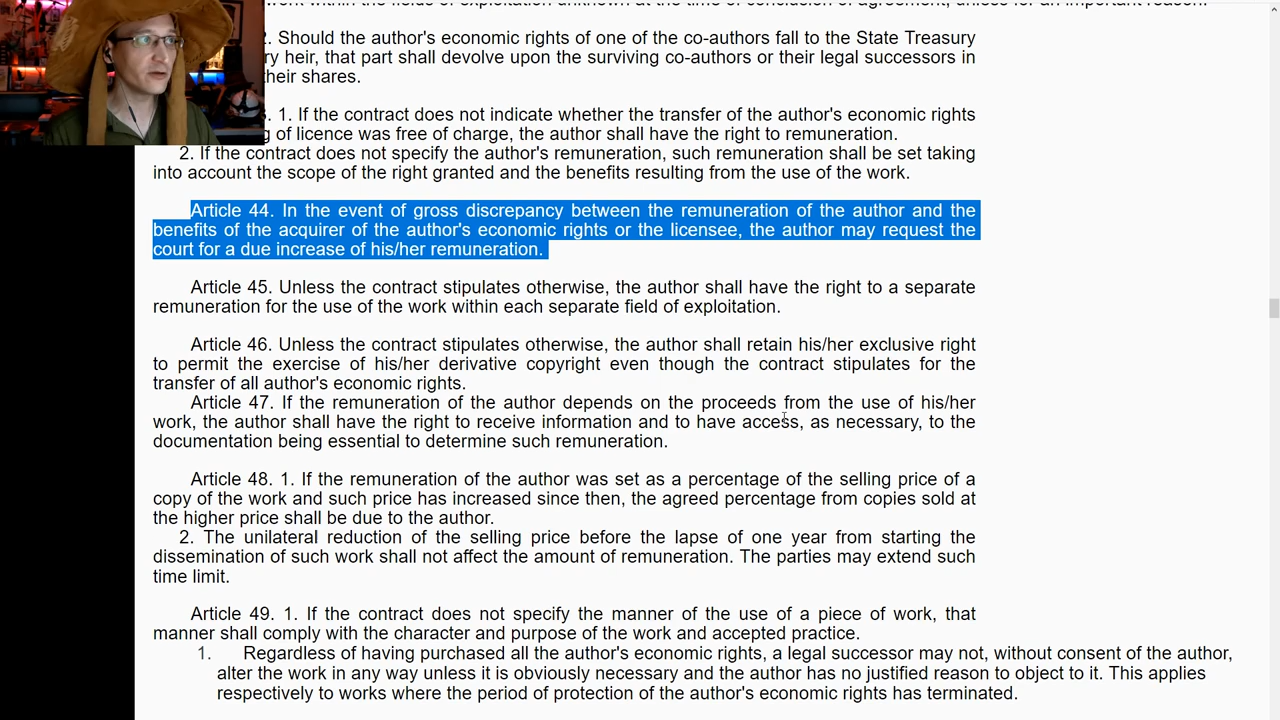 work within the fields of exploitation unknown at the time of conclusion of agreement, unless for an important reason.
2. Should the author's economic rights of one of the co-authors fall to the State Treasury
ry heir, that part shall devolve upon the surviving co-authors or their legal successors in
their shares.
1. If the contract does not indicate whether the transfer of the author's economic rights
g of licence was free of charge, the author shall have the right to remuneration.
2. If the contract does not specify the author's remuneration, such remuneration shall be set taking
into account the scope of the right granted and the benefits resulting from the use of the work.
Article 44. In the event of gross discrepancy between the remuneration of the author and the
benefits of the acquirer of the author's economic rights or the licensee, the author may request the
court for a due increase of his/her remuneration.
Article 45. Unless the contract stipulates otherwise, the author shall have the right to a separate
remuneration for the use of the work within each separate field of exploitation.
Article 46. Unless the contract stipulates otherwise, the author shall retain his/her exclusive right
to permit the exercise of his/her derivative copyright even though the contract stipulates for the
transfer of all author's economic rights.
Article 47. If the remuneration of the author depends on the proceeds from the use of his/her
work, the author shall have the right to receive information and to have access, as necessary, to the
documentation being essential to determine such remuneration.
Article 48. 1. If the remuneration of the author was set as a percentage of the selling price of a
copy of the work and such price has increased since then, the agreed percentage from copies sold at
the higher price shall be due to the author.
2. The unilateral reduction of the selling price before the lapse of one year from starting the
dissemination of such work shall not affect the amount of remuneration. The parties may extend such
time limit.
Article 49. 1. If the contract does not specify the manner of the use of a piece of work, that
manner shall comply with the character and purpose of the work and accepted practice.
1. Regardless of having purchased all the author's economic rights, a legal successor may not, without consent of the author,
alter the work in any way unless it is obviously necessary and the author has no justified reason to object to it. This applies
respectively to works where the period of protection of the author's economic rights has terminated.